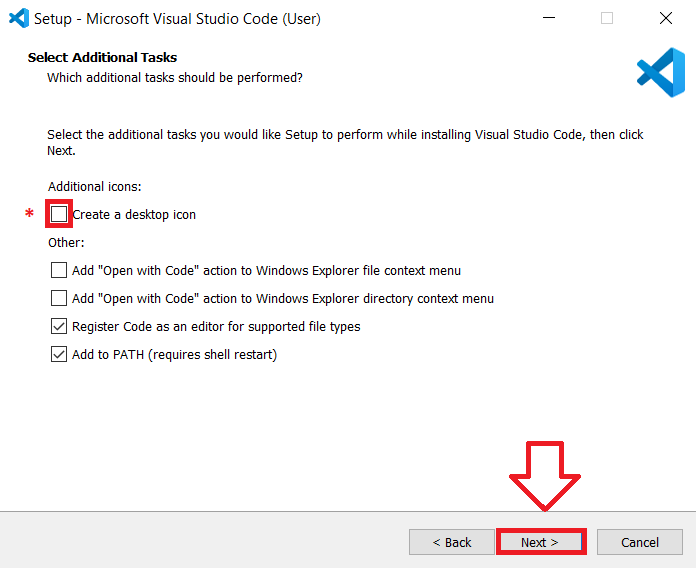 Setup - Microsoft Visual Studio Code (User)
Select Additional Tasks
Which additional tasks should be performed?
Select the additional tasks you would like Setup to perform while installing Visual Studio Code, then click
Next.
Additional icons:
* Create a desktop icon
Other:
Add "Open with Code" action to Windows Explorer file context menu
Add "Open with Code" action to Windows Explorer directory context menu
Register Code as an editor for supported file types
Add to PATH (requires shell restart)
< Back Next > Cancel